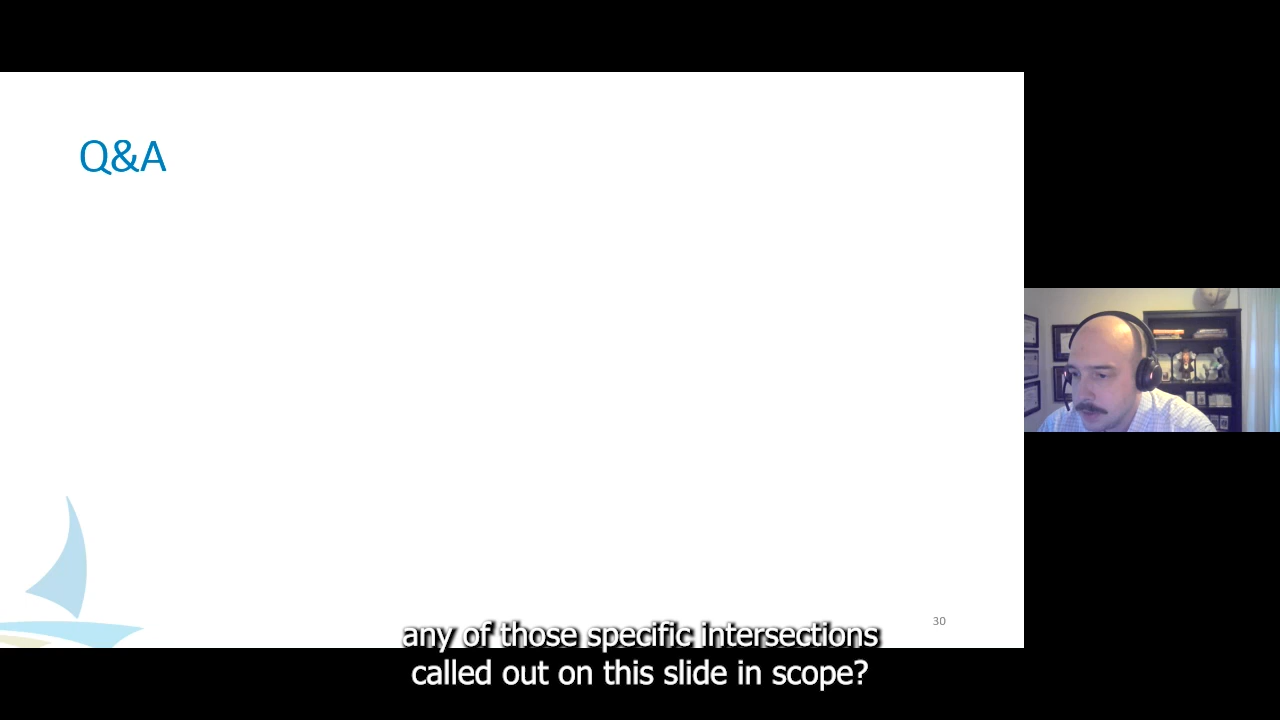 Q&A
30
any of those specific intersections
called out on this slide in scope?